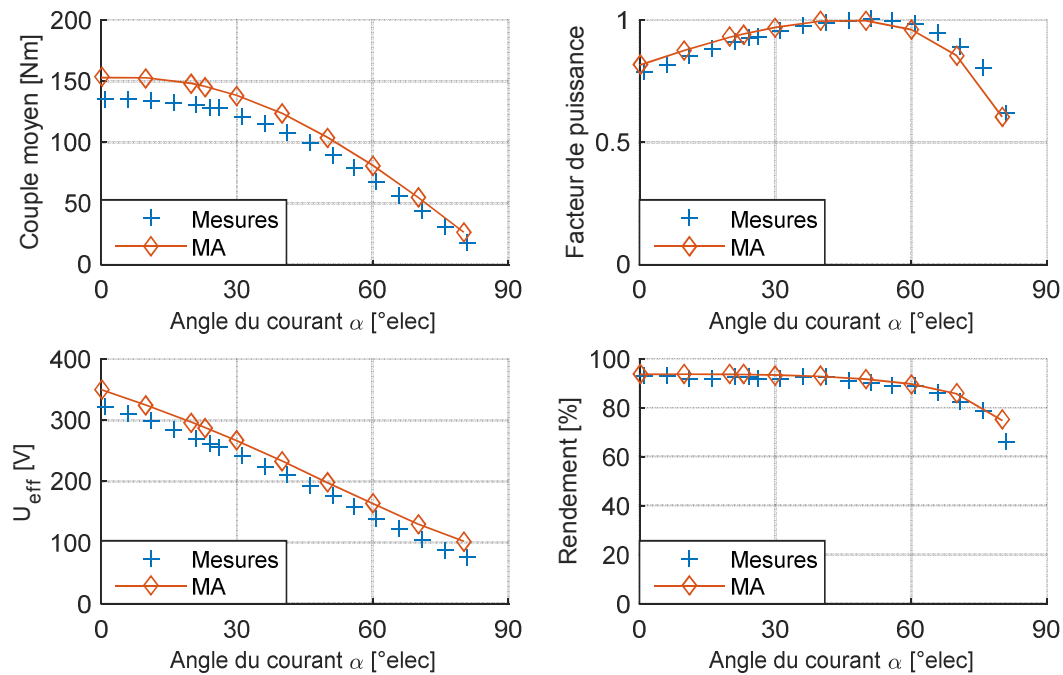 200
150
100
50
0
Couple moyen [Nm]
Mesures
MA
0
30
60
90
Angle du courant α [°elec]
1
0.5
0
Facteur de puissance
Mesures
MA
0
30
60
90
Angle du courant α [°elec]
400
300
200
100
0
U_eff [V]
Mesures
MA
0
30
60
90
Angle du courant α [°elec]
100
80
60
40
20
0
Rendement [%]
Mesures
MA
0
30
60
90
Angle du courant α [°elec]